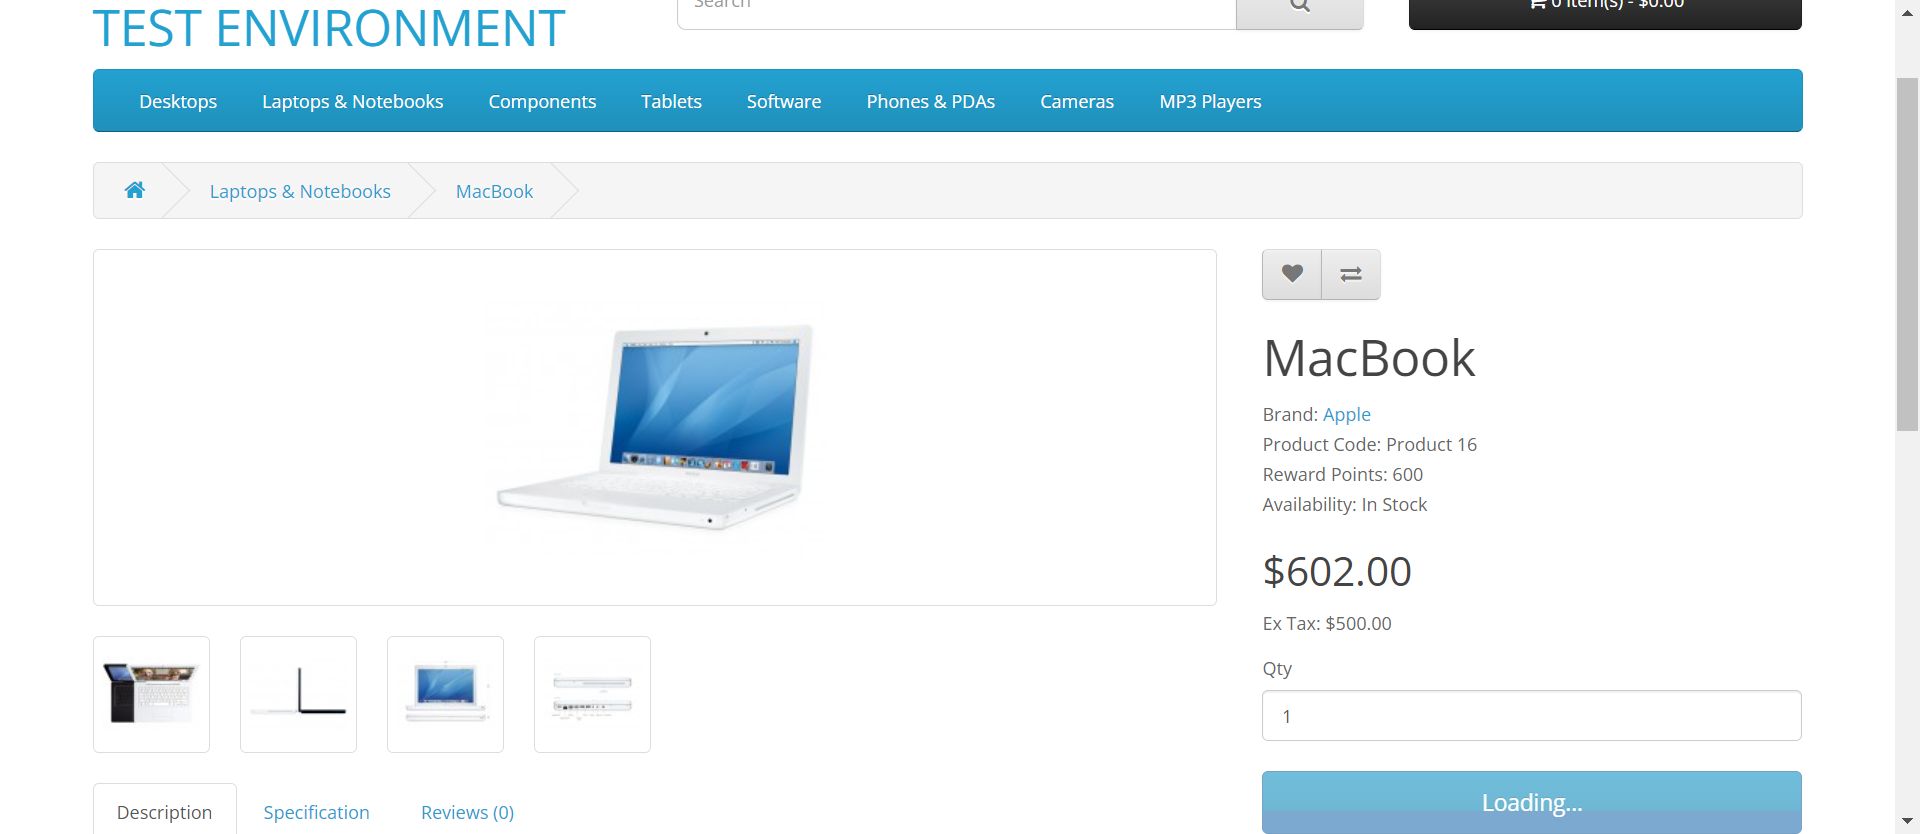 TEST ENVIRONMENT
Search
0 item(s) - $0.00
Desktops
Laptops & Notebooks
Components
Tablets
Software
Phones & PDAs
Cameras
MP3 Players
Laptops & Notebooks
MacBook
MacBook
Brand: Apple
Product Code: Product 16
Reward Points: 600
Availability: In Stock
$602.00
Ex Tax: $500.00
Qty
1
Loading...
Description
Specification
Reviews (0)